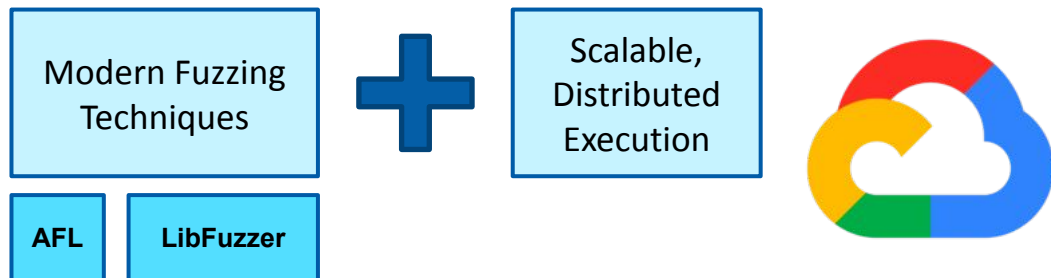 Modern Fuzzing
Techniques
Scalable,
Distributed
Execution
AFL
LibFuzzer